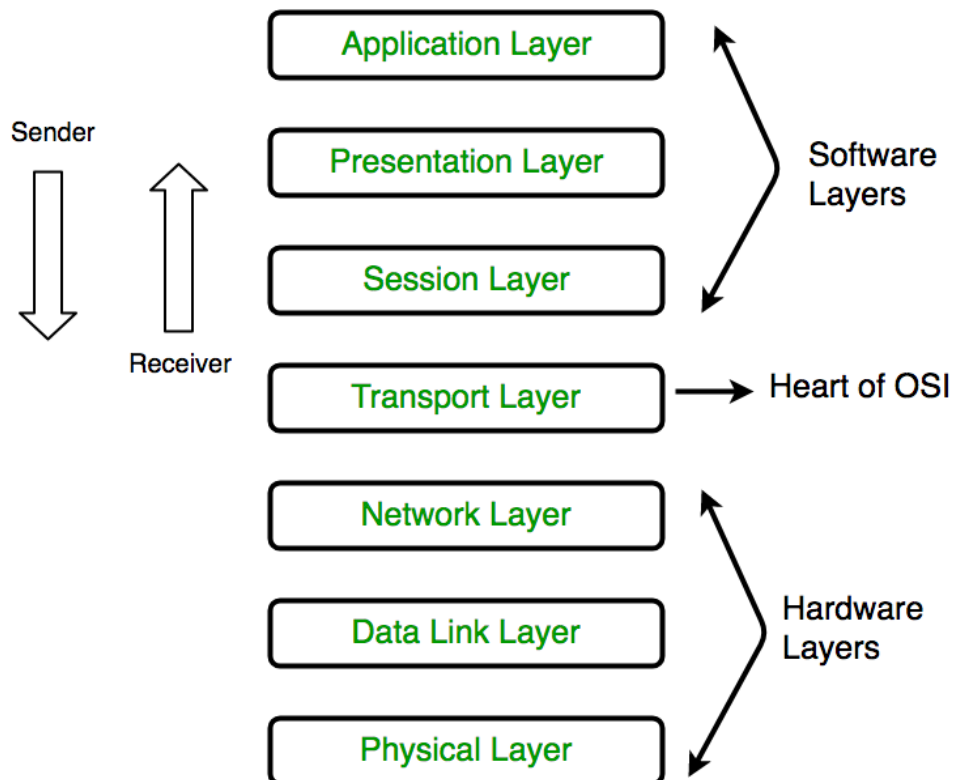 Application Layer
Sender
Presentation Layer
Software
Layers
Session Layer
Receiver
Transport Layer
Heart of OSI
Network Layer
Hardware
Layers
Data Link Layer
Physical Layer